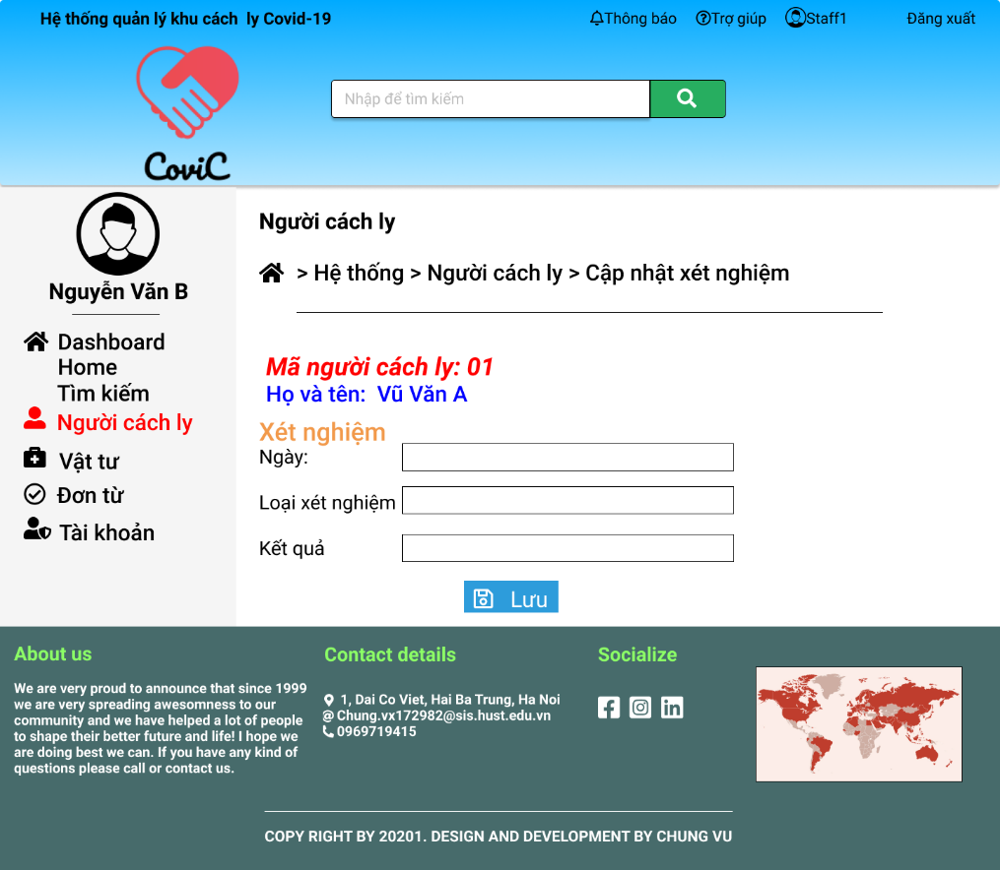 Hệ thống quản lý khu cách  ly Covid-19
Thông báo
Trợ giúp
Staff1
Đăng xuất
Nhập để tìm kiếm
CoviC
Nguyễn Văn B
Dashboard
Home
Tìm kiếm
Người cách ly
Vật tư
Đơn từ
Tài khoản
Người cách ly
> Hệ thống > Người cách ly > Cập nhật xét nghiệm
Mã người cách ly: 01
Họ và tên:  Vũ Văn A
Xét nghiệm
Ngày:
Loại xét nghiệm
Kết quả
Lưu
About us
We are very proud to announce that since 1999
we are very spreading awesomness to our
community and we have helped a lot of people
to shape their better future and life! I hope we
are doing best we can. If you have any kind of
questions please call or contact us.
Contact details
1, Dai Co Viet, Hai Ba Trung, Ha Noi
Chung.vx172982@sis.hust.edu.vn
0969719415
Socialize
COPY RIGHT BY 20201. DESIGN AND DEVELOPMENT BY CHUNG VU